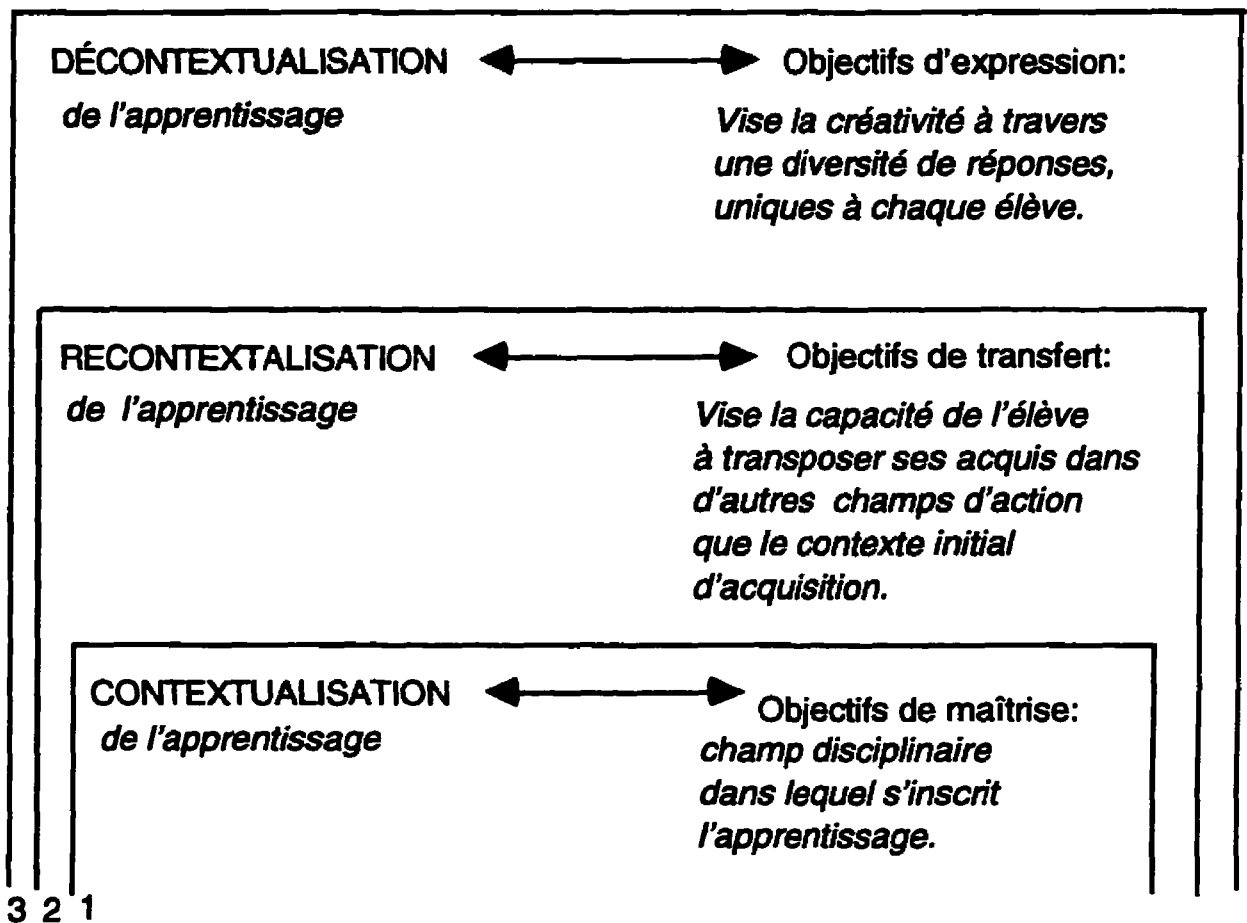 DÉCONTEXTUALISATION Objectifs d'expression:
de l'apprentissage
Vise la créativité à travers
une diversité de réponses,
uniques à chaque élève.
RECONTEXTALISATION Objectifs de transfert:
de l'apprentissage
Vise la capacité de l'élève
à transposer ses acquis dans
d'autres champs d'action
que le contexte initial
d'acquisition.
CONTEXTUALISATION Objectifs de maîtrise:
de l'apprentissage
champ disciplinaire
dans lequel s'inscrit
l'apprentissage.
3 2 1